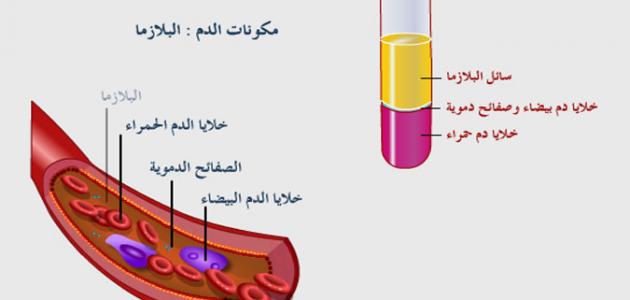 مكونات الدم : البلازما
سائل البلازما
خلايا دم بيضاء وصفائح دموية
خلايا دم حمراء
البلازما
خلايا الدم الحمراء
الصفائح الدموية
خلايا الدم البيضاء